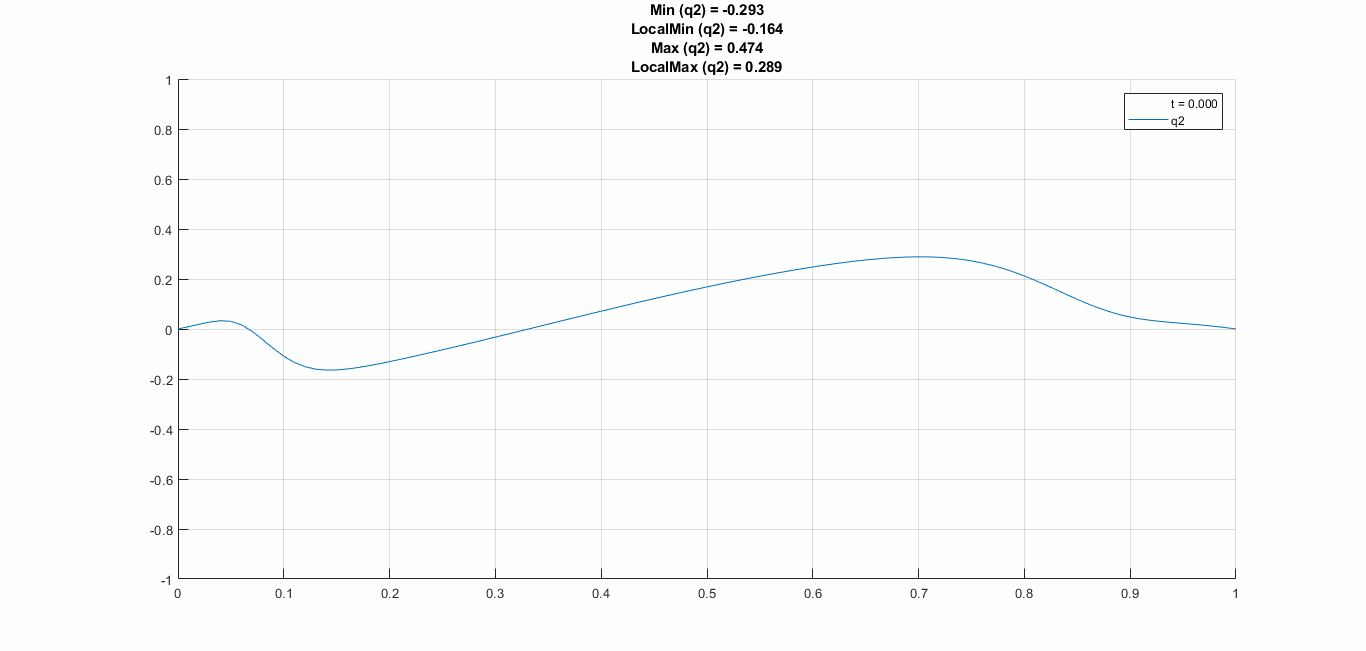 Min (q2) = -0.293
LocalMin (q2) = -0.164
Max (q2) = 0.474
LocalMax (q2) = 0.289
t = 0.000
q2
1
0.8
0.6
0.4
0.2
0
-0.2
-0.4
-0.6
-0.8
-1
0 0.1 0.2 0.3 0.4 0.5 0.6 0.7 0.8 0.9 1